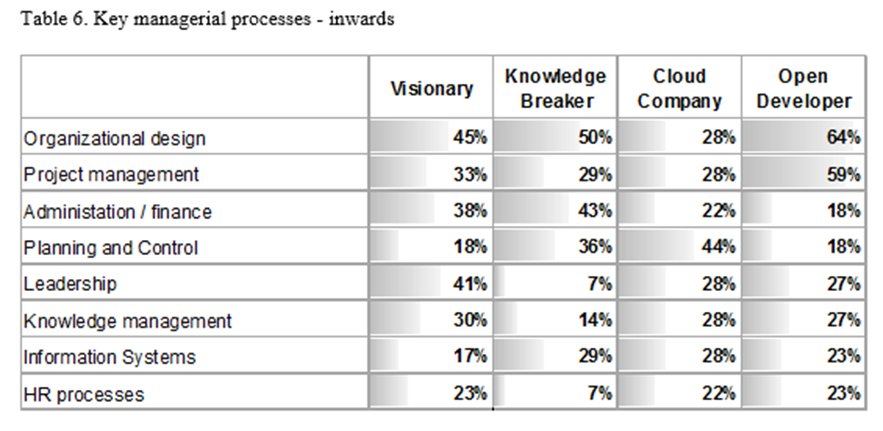 Table 6. Key managerial processes - inwards
Visionary Knowledge Breaker Cloud Company Open Developer
Organizational design 45% 50% 28% 64%
Project management 33% 29% 28% 59%
Administation / finance 38% 43% 22% 18%
Planning and Control 18% 36% 44% 18%
Leadership 41% 7% 28% 27%
Knowledge management 30% 14% 28% 27%
Information Systems 17% 29% 28% 23%
HR processes 23% 7% 22% 23%